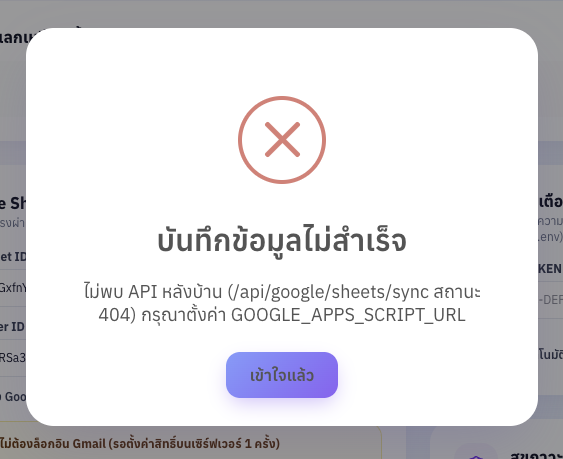 บันทึกข้อมูลไม่สำเร็จ
ไม่พบ API หลังบ้าน (/api/google/sheets/sync สถานะ
404) กรุณาตั้งค่า GOOGLE_APPS_SCRIPT_URL
เข้าใจแล้ว
ไม่ต้องล็อกอิน Gmail (รอตั้งค่าสิทธิ์บนเซิร์ฟเวอร์ 1 ครั้ง)